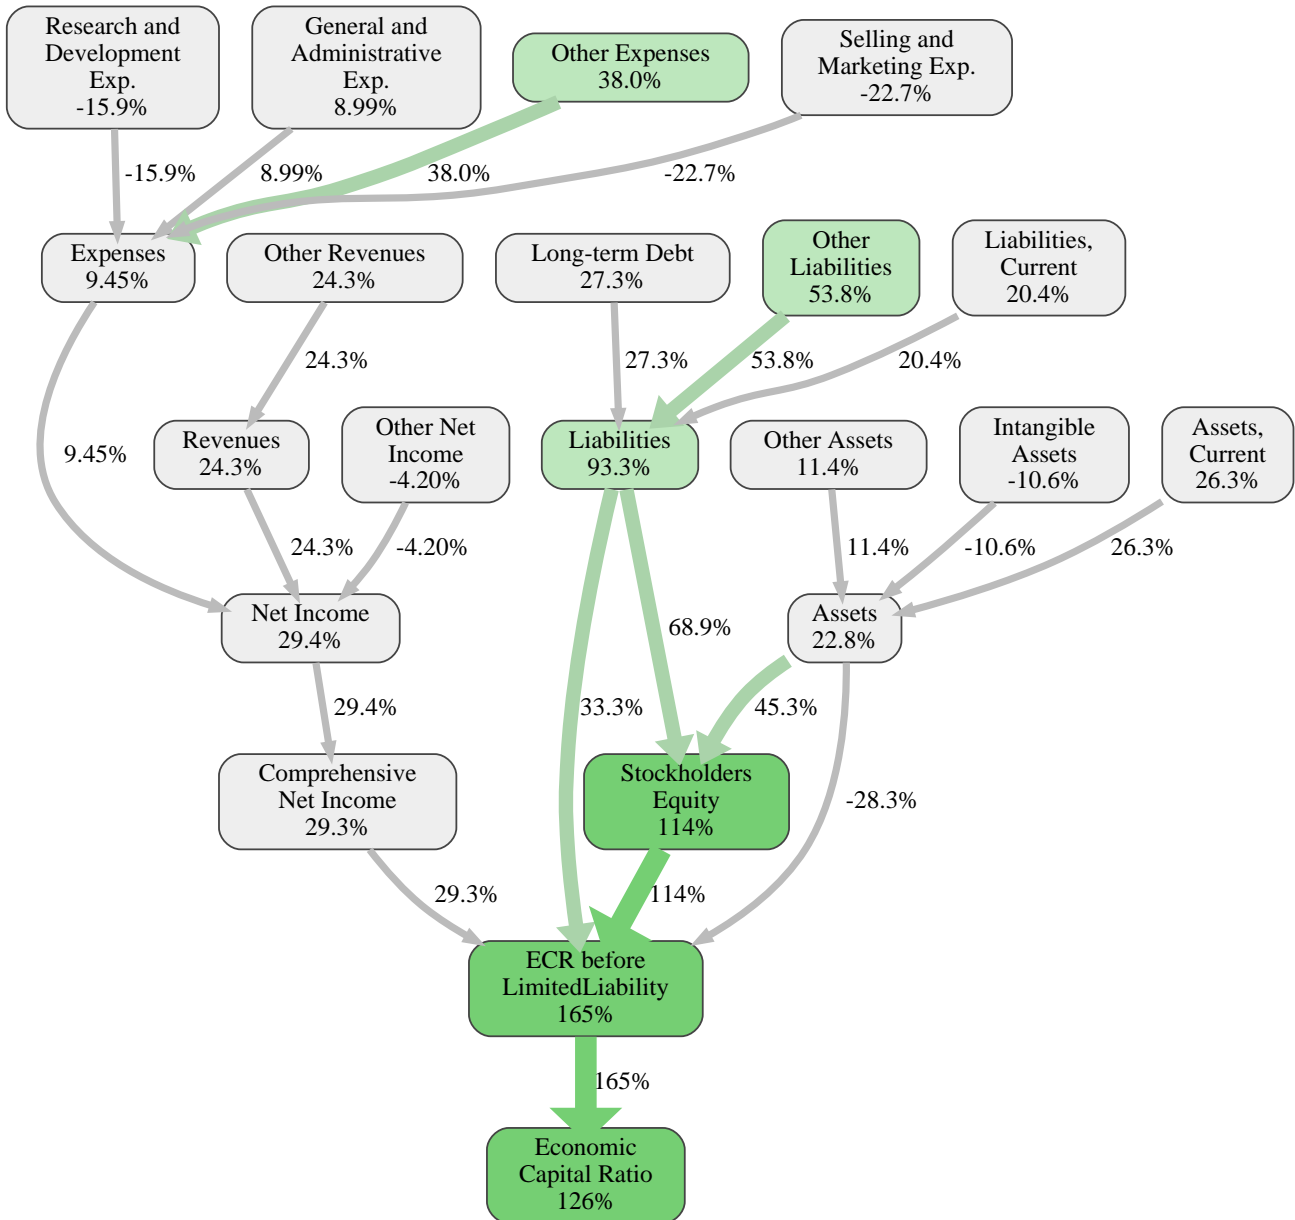 Research and
Development
Exp.
-15.9%
General and
Administrative
Exp.
8.99%
Other Expenses
38.0%
Selling and
Marketing Exp.
-22.7%
-15.9%
8.99%
38.0%
-22.7%
Expenses
9.45%
Other Revenues
24.3%
Long-term Debt
27.3%
Other
Liabilities
53.8%
Liabilities,
Current
20.4%
24.3%
27.3%
53.8%
20.4%
9.45%
Revenues
24.3%
Other Net
Income
-4.20%
Liabilities
93.3%
Other Assets
11.4%
Intangible
Assets
-10.6%
Assets,
Current
26.3%
24.3%
-4.20%
11.4%
-10.6%
26.3%
Net Income
29.4%
68.9%
Assets
22.8%
29.4%
33.3%
45.3%
Comprehensive
Net Income
29.3%
Stockholders
Equity
114%
-28.3%
29.3%
114%
ECR before
LimitedLiability
165%
165%
Economic
Capital Ratio
126%